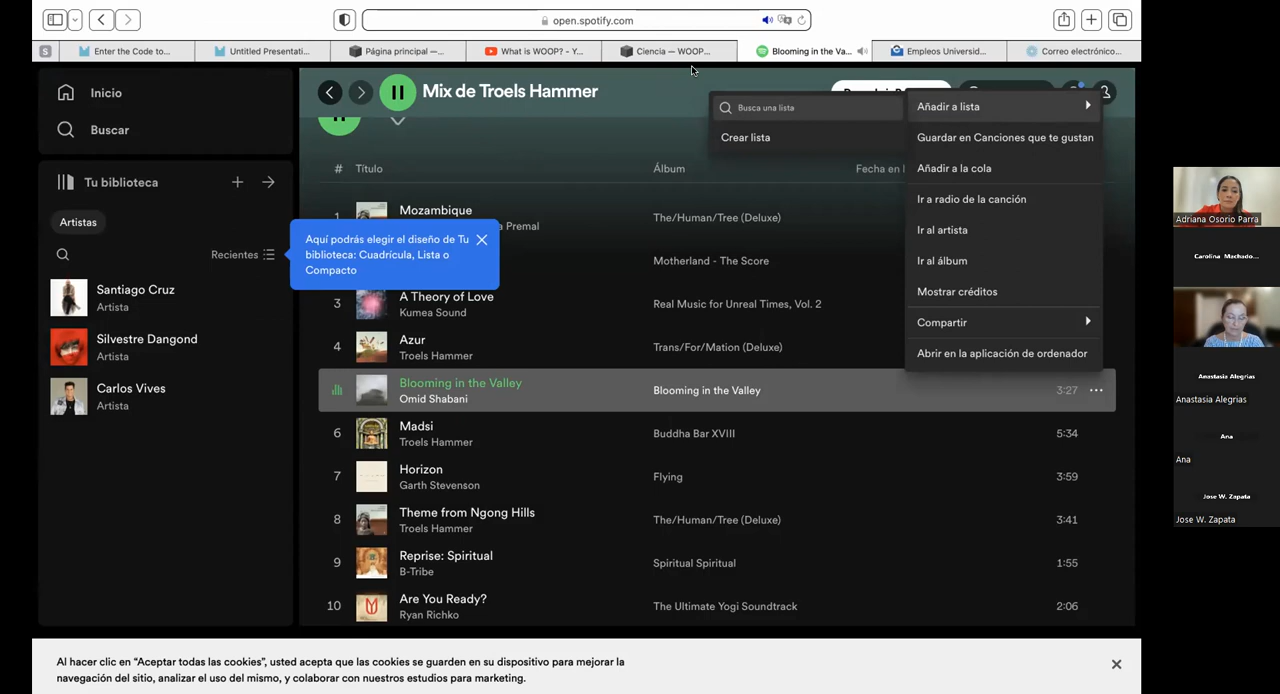 open.spotify.com
S
Enter the Code to...
Untitled Presentati...
Página principal —...
What is WOOP? - Y...
Ciencia — WOOP...
Blooming in the Va...
Empleos Universid...
Correo electrónico...
Inicio
Buscar
Tu biblioteca
Artistas
Recientes
Santiago Cruz
Artista
Silvestre Dangond
Artista
Carlos Vives
Artista
Aquí podrás elegir el diseño de Tu
biblioteca: Cuadrícula, Lista o
Compacto
Mix de Troels Hammer
Busca una lista
Crear lista
Añadir a lista
Guardar en Canciones que te gustan
Añadir a la cola
Ir a radio de la canción
Ir al artista
Ir al álbum
Mostrar créditos
Compartir
Abrir en la aplicación de ordenador
# Título Álbum Fecha en
1 Mozambique The/Human/Tree (Deluxe)
a Premal
Motherland - The Score
3 A Theory of Love Real Music for Unreal Times, Vol. 2
Kumea Sound
4 Azur Trans/For/Mation (Deluxe)
Troels Hammer
Blooming in the Valley Blooming in the Valley 3:27
Omid Shabani
6 Madsi Buddha Bar XVIII 5:34
Troels Hammer
7 Horizon Flying 3:59
Garth Stevenson
8 Theme from Ngong Hills The/Human/Tree (Deluxe) 3:41
Troels Hammer
9 Reprise: Spiritual Spiritual Spiritual 1:55
B-Tribe
10 Are You Ready? The Ultimate Yogi Soundtrack 2:06
Ryan Richko
Al hacer clic en “Aceptar todas las cookies”, usted acepta que las cookies se guarden en su dispositivo para mejorar la
navegación del sitio, analizar el uso del mismo, y colaborar con nuestros estudios para marketing.
Adriana Osorio Parra
Carolina Machado...
Anastasia Alegrias
Anastasia Alegrias
Ana
Ana
Jose W. Zapata
Jose W. Zapata